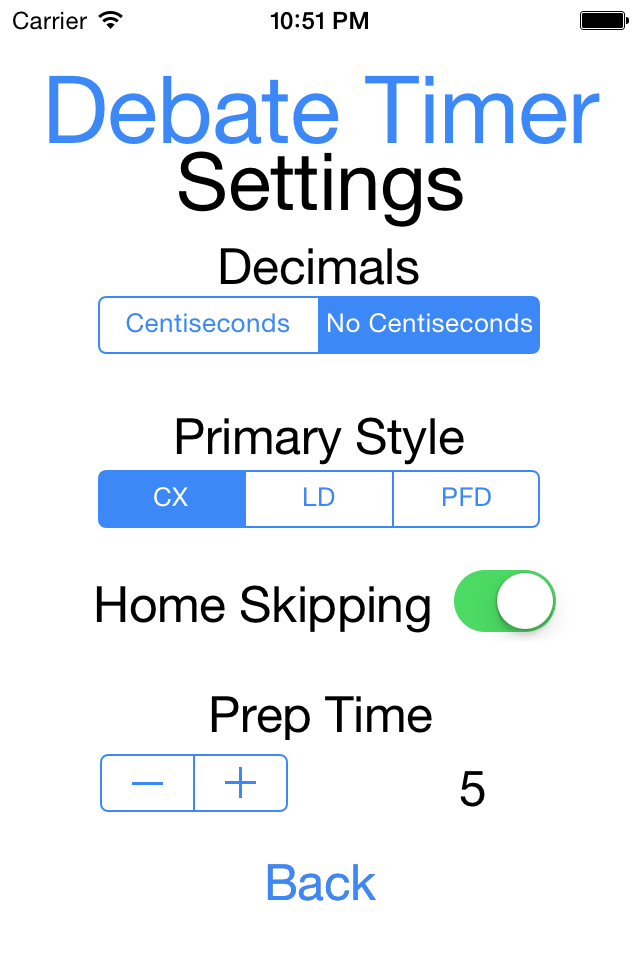 Carrier 10:51 PM
Debate Timer
Settings
Decimals
Centiseconds No Centiseconds
Primary Style
CX LD PFD
Home Skipping
Prep Time
− + 5
Back